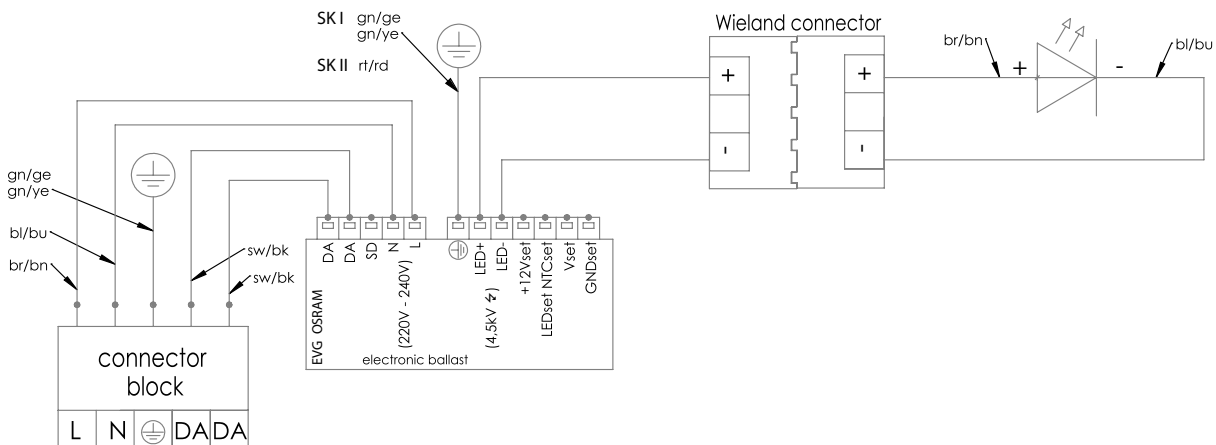 SK I gn/ge
gn/ye
SK II rt/rd
Wieland connector
+
-
+
-
br/bn
+
-
bl/bu
gn/ge
gn/ye
bl/bu
br/bn
sw/bk
sw/bk
DA
DA
SD
N
L
LED+
LED-
+12Vset
LEDset NTCset
Vset
GNDset
(220V - 240V)
(4,5kV)
EVG OSRAM
electronic ballast
connector
block
L N DA DA